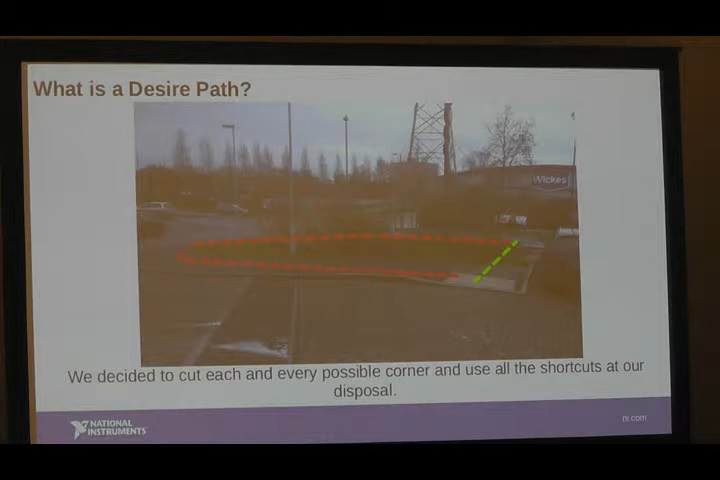 What is a Desire Path?
Wickes
We decided to cut each and every possible corner and use all the shortcuts at our
disposal.
NATIONAL
INSTRUMENTS
ni.com